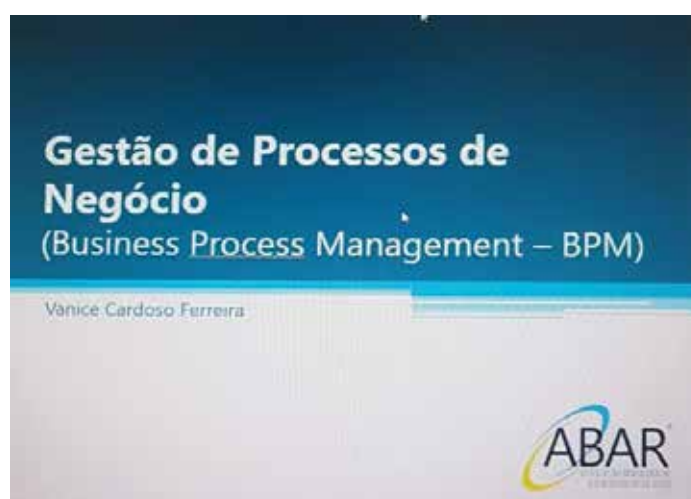 Gestão de Processos de
Negócio
(Business Process Management – BPM)
Vanice Cardoso Ferreira
ABAR